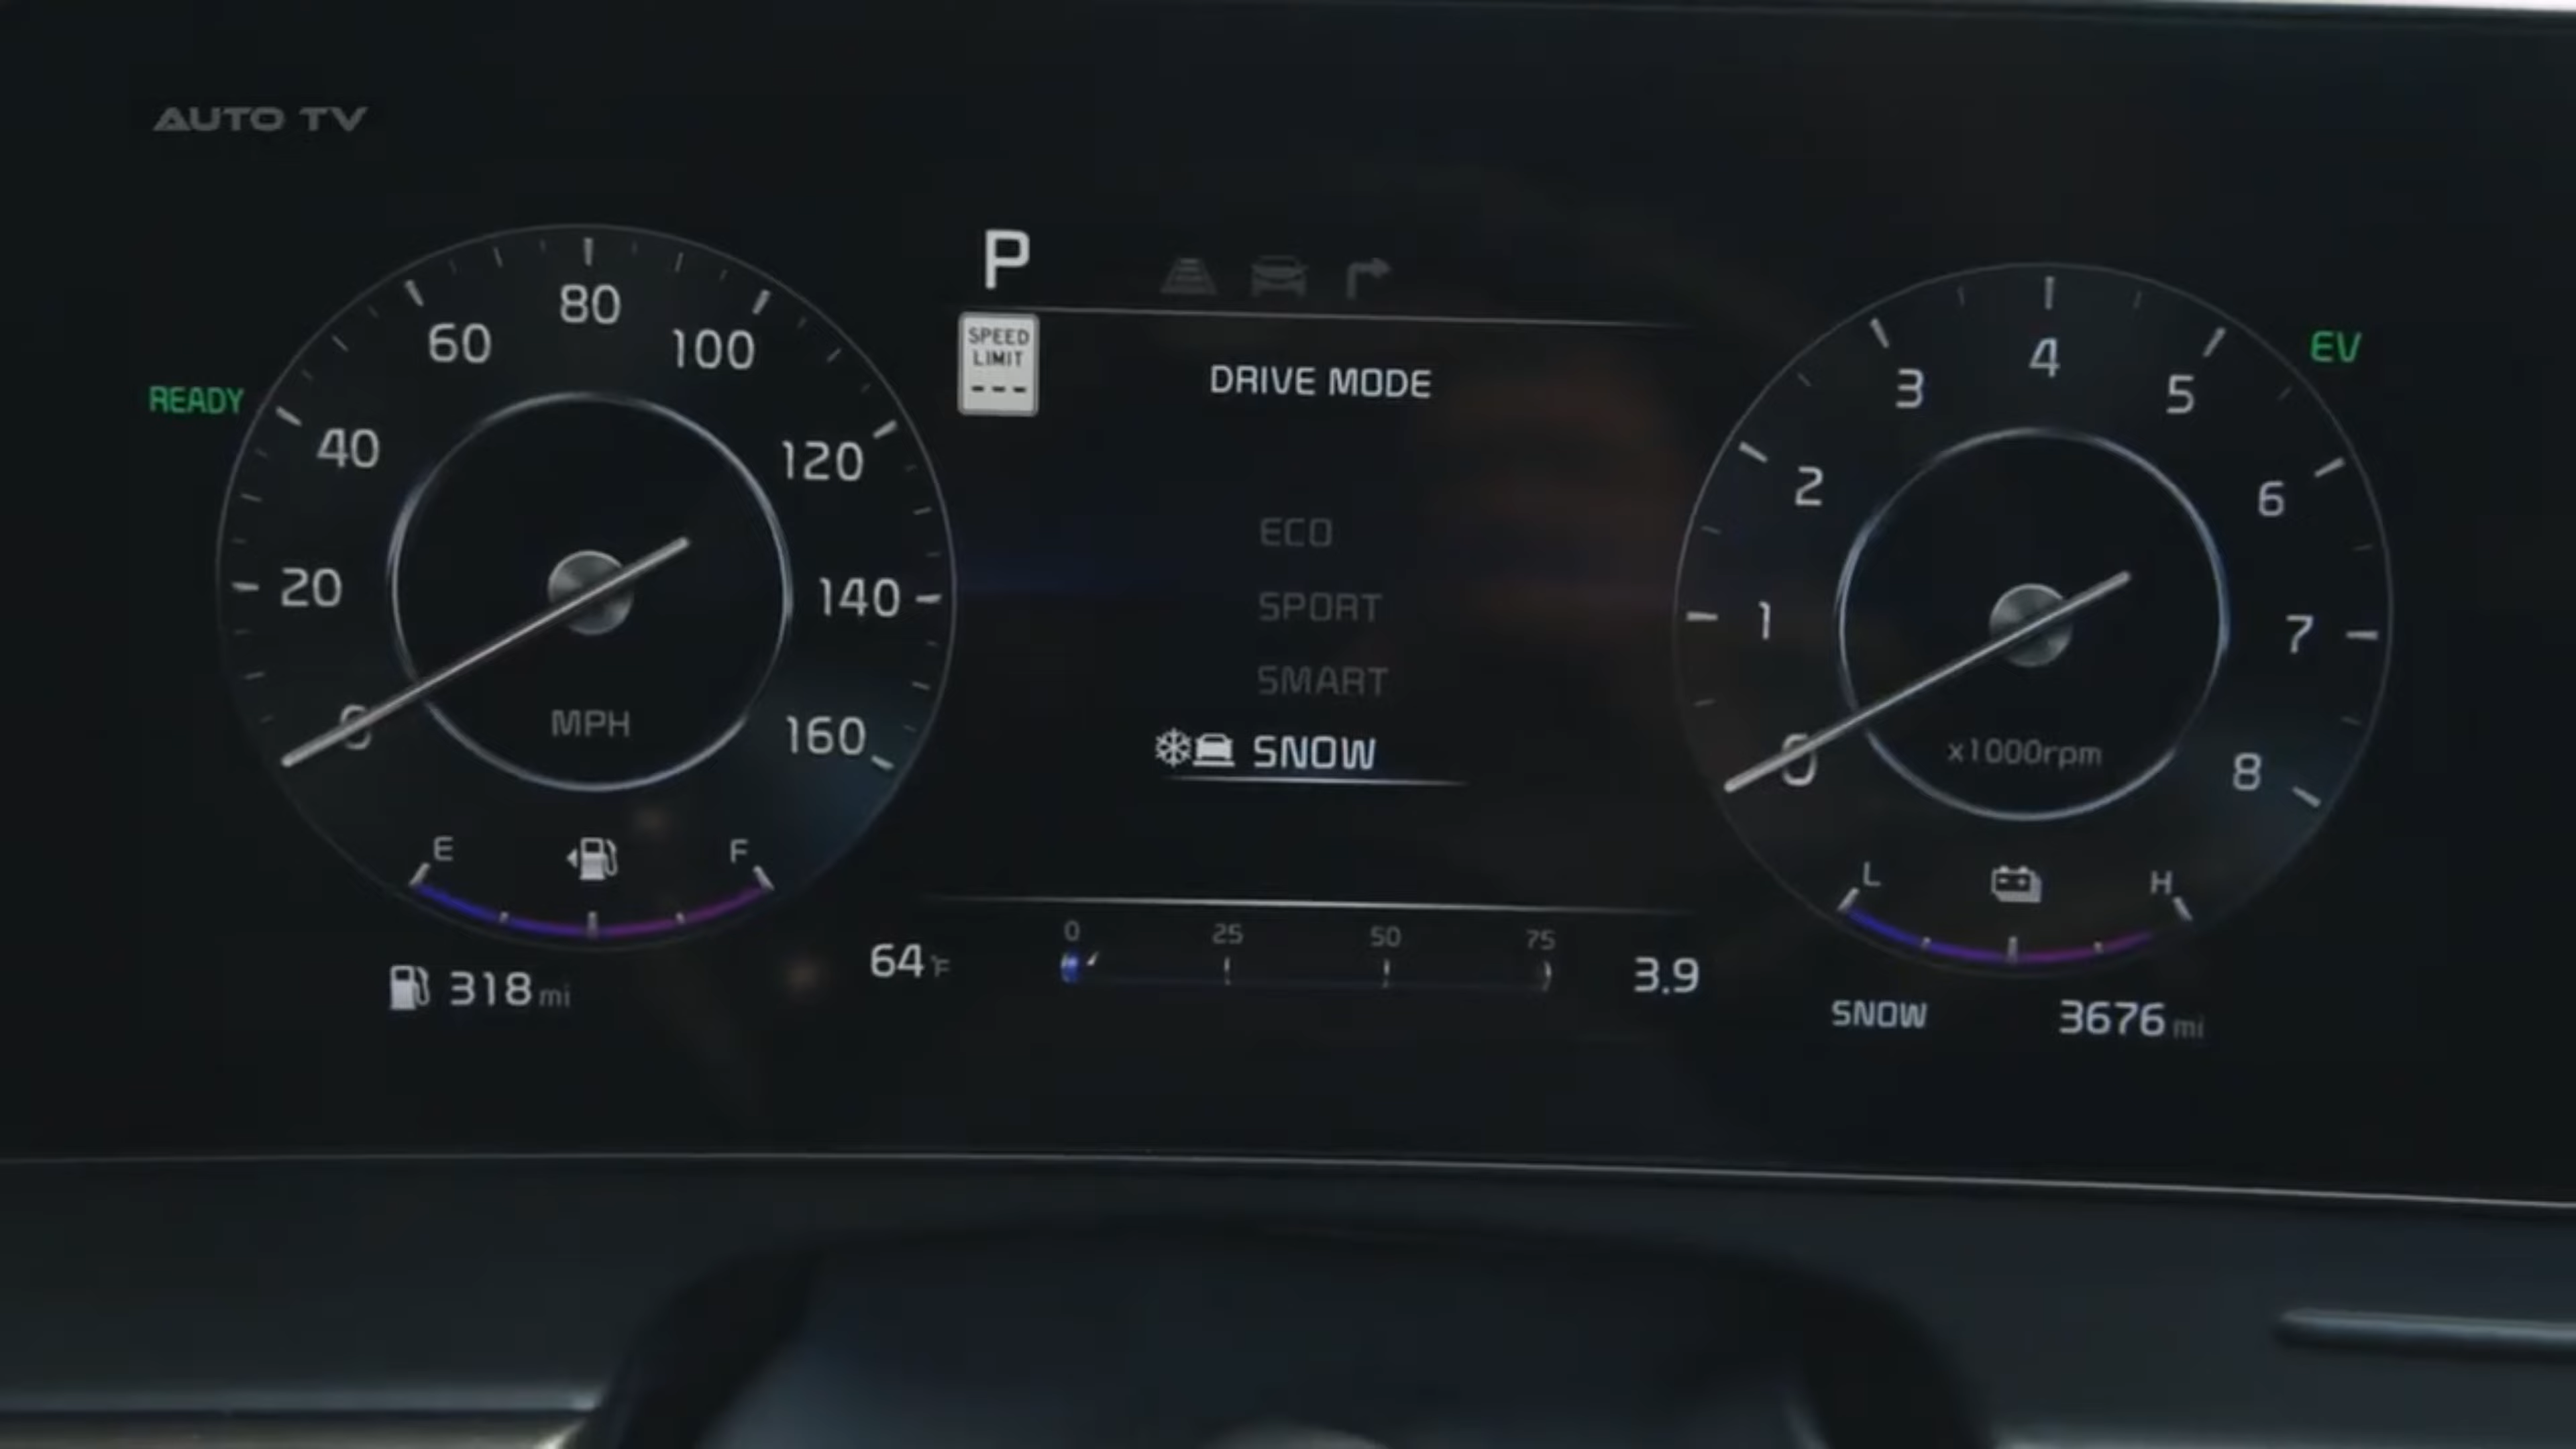 AUTO TV
READY
0
20
40
60
80
100
120
140
160
MPH
E
F
318 mi
P
SPEED
LIMIT
---
DRIVE MODE
ECO
SPORT
SMART
SNOW
64 °F
0 25 50 75
3.9
EV
0
1
2
3
4
5
6
7
8
x1000rpm
L
H
SNOW
3676 mi